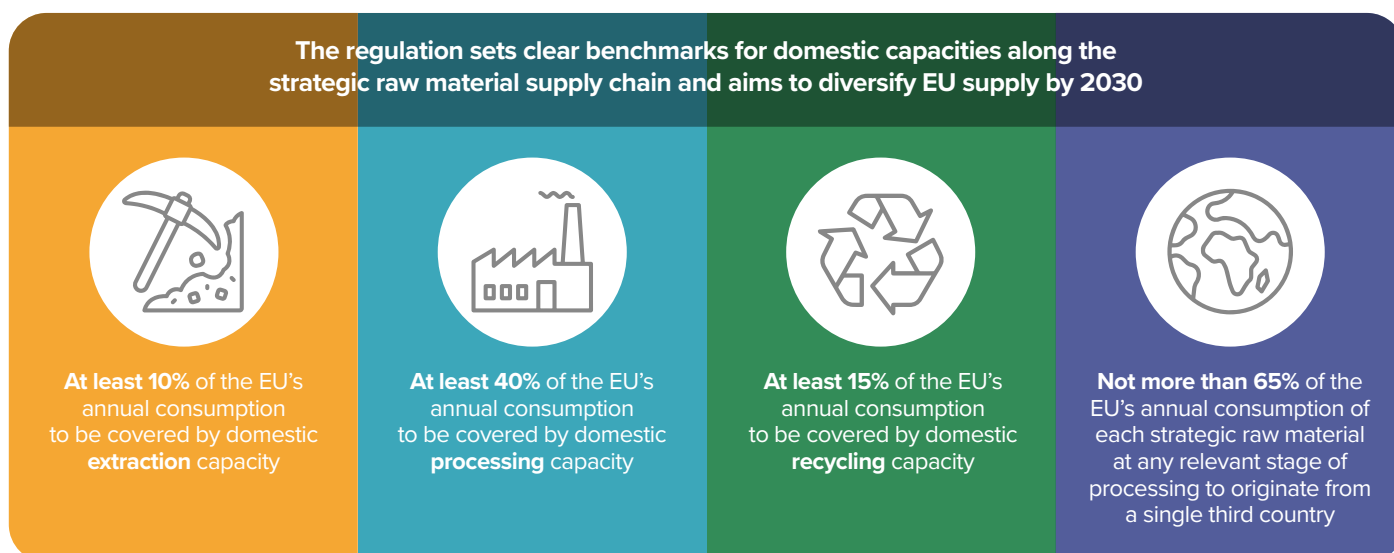 The regulation sets clear benchmarks for domestic capacities along the
strategic raw material supply chain and aims to diversify EU supply by 2030
At least 10% of the EU’s
annual consumption
to be covered by domestic
extraction capacity
At least 40% of the EU’s
annual consumption
to be covered by domestic
processing capacity
At least 15% of the EU’s
annual consumption
to be covered by domestic
recycling capacity
Not more than 65% of the
EU’s annual consumption of
each strategic raw material
at any relevant stage of
processing to originate from
a single third country